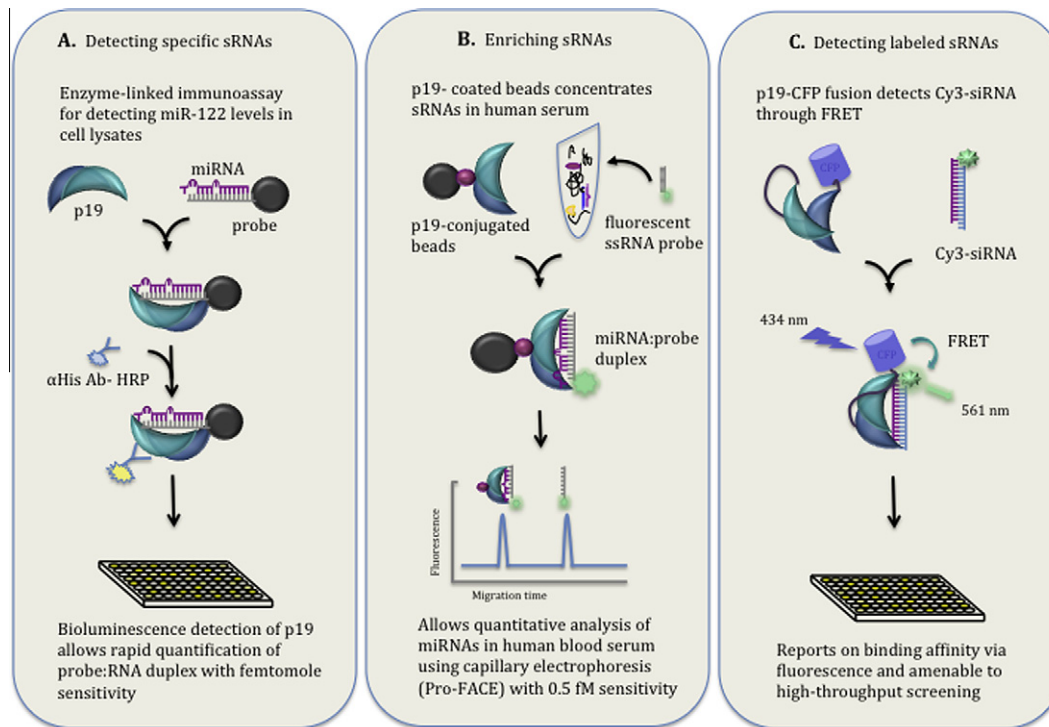 A. Detecting specific sRNAs
Enzyme-linked immunoassay
for detecting miR-122 levels in
cell lysates
miRNA
p19
probe
αHis Ab- HRP
Bioluminescence detection of p19
allows rapid quantification of
probe:RNA duplex with femtomole
sensitivity
B. Enriching sRNAs
p19- coated beads concentrates
sRNAs in human serum
p19-conjugated
beads
fluorescent
ssRNA probe
miRNA:probe
duplex
Fluorescence
Migration time
Allows quantitative analysis of
miRNAs in human blood serum
using capillary electrophoresis
(Pro-FACE) with 0.5 fM sensitivity
C. Detecting labeled sRNAs
p19-CFP fusion detects Cy3-siRNA
through FRET
CFP
Cy3-siRNA
434 nm
CFP
FRET
561 nm
Reports on binding affinity via
fluorescence and amenable to
high-throughput screening